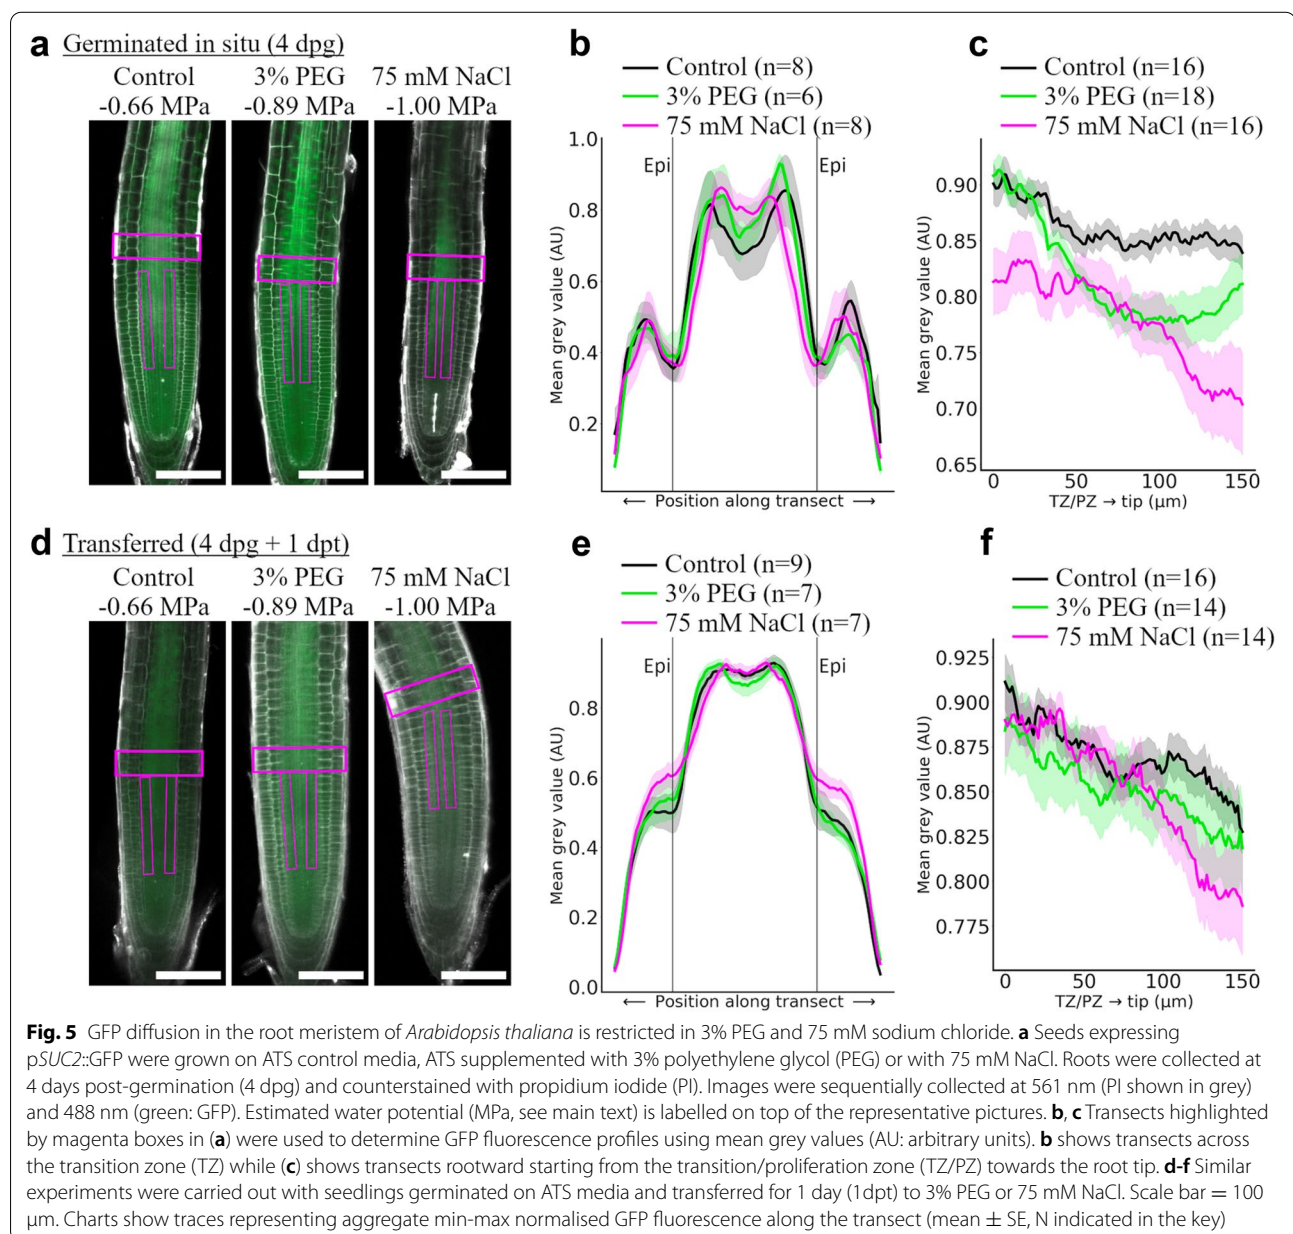 a Germinated in situ (4 dpg)
Control
-0.66 MPa
3% PEG
-0.89 MPa
75 mM NaCl
-1.00 MPa
b
Control (n=8)
3% PEG (n=6)
75 mM NaCl (n=8)
Mean grey value (AU)
1.0
0.8
0.6
0.4
0.2
Epi
Epi
← Position along transect →
c
Control (n=16)
3% PEG (n=18)
75 mM NaCl (n=16)
Mean grey value (AU)
0.90
0.85
0.80
0.75
0.70
0.65
0 50 100 150
TZ/PZ → tip (µm)
d Transferred (4 dpg + 1 dpt)
Control
-0.66 MPa
3% PEG
-0.89 MPa
75 mM NaCl
-1.00 MPa
e
Control (n=9)
3% PEG (n=7)
75 mM NaCl (n=7)
Mean grey value (AU)
0.8
0.6
0.4
0.2
0.0
Epi
Epi
← Position along transect →
f
Control (n=16)
3% PEG (n=14)
75 mM NaCl (n=14)
Mean grey value (AU)
0.925
0.900
0.875
0.850
0.825
0.800
0.775
0 50 100 150
TZ/PZ → tip (µm)
Fig. 5 GFP diffusion in the root meristem of Arabidopsis thaliana is restricted in 3% PEG and 75 mM sodium chloride. a Seeds expressing
pSUC2::GFP were grown on ATS control media, ATS supplemented with 3% polyethylene glycol (PEG) or with 75 mM NaCl. Roots were collected at
4 days post-germination (4 dpg) and counterstained with propidium iodide (PI). Images were sequentially collected at 561 nm (PI shown in grey)
and 488 nm (green: GFP). Estimated water potential (MPa, see main text) is labelled on top of the representative pictures. b, c Transects highlighted
by magenta boxes in (a) were used to determine GFP fluorescence profiles using mean grey values (AU: arbitrary units). b shows transects across
the transition zone (TZ) while (c) shows transects rootward starting from the transition/proliferation zone (TZ/PZ) towards the root tip. d-f Similar
experiments were carried out with seedlings germinated on ATS media and transferred for 1 day (1dpt) to 3% PEG or 75 mM NaCl. Scale bar = 100
µm. Charts show traces representing aggregate min-max normalised GFP fluorescence along the transect (mean ± SE, N indicated in the key)